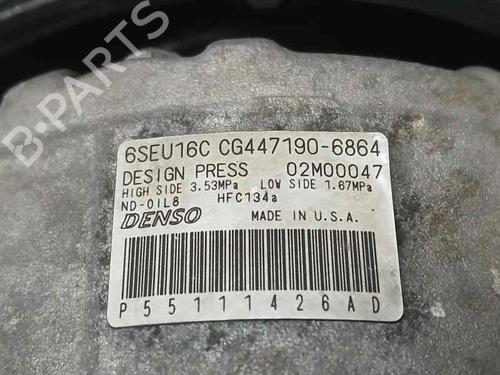 6SEU16C CG447190-6864
DESIGN PRESS 02M00047
HIGH SIDE 3.53MPa LOW SIDE 1.67MPa
ND-OIL8 HFC134a
DENSO MADE IN U.S.A.
P55111426AD
B-PARTS